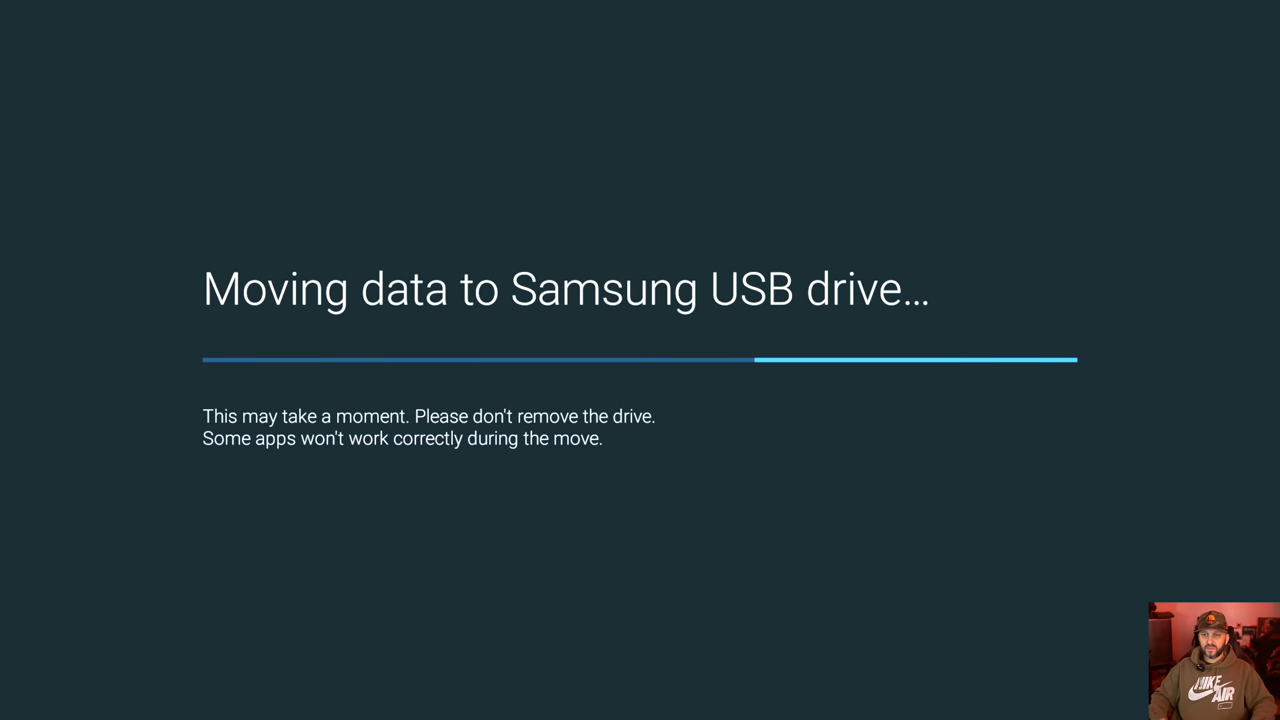 Moving data to Samsung USB drive…
This may take a moment. Please don't remove the drive.
Some apps won't work correctly during the move.
NIKE
AIR